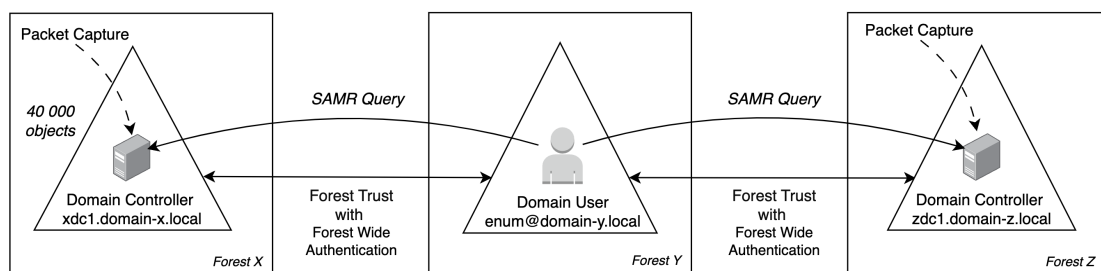 Packet Capture
40 000
objects
Domain Controller
xdc1.domain-x.local
Forest X
SAMR Query
Forest Trust
with
Forest Wide
Authentication
Domain User
enum@domain-y.local
Forest Y
SAMR Query
Forest Trust
with
Forest Wide
Authentication
Packet Capture
Domain Controller
zdc1.domain-z.local
Forest Z